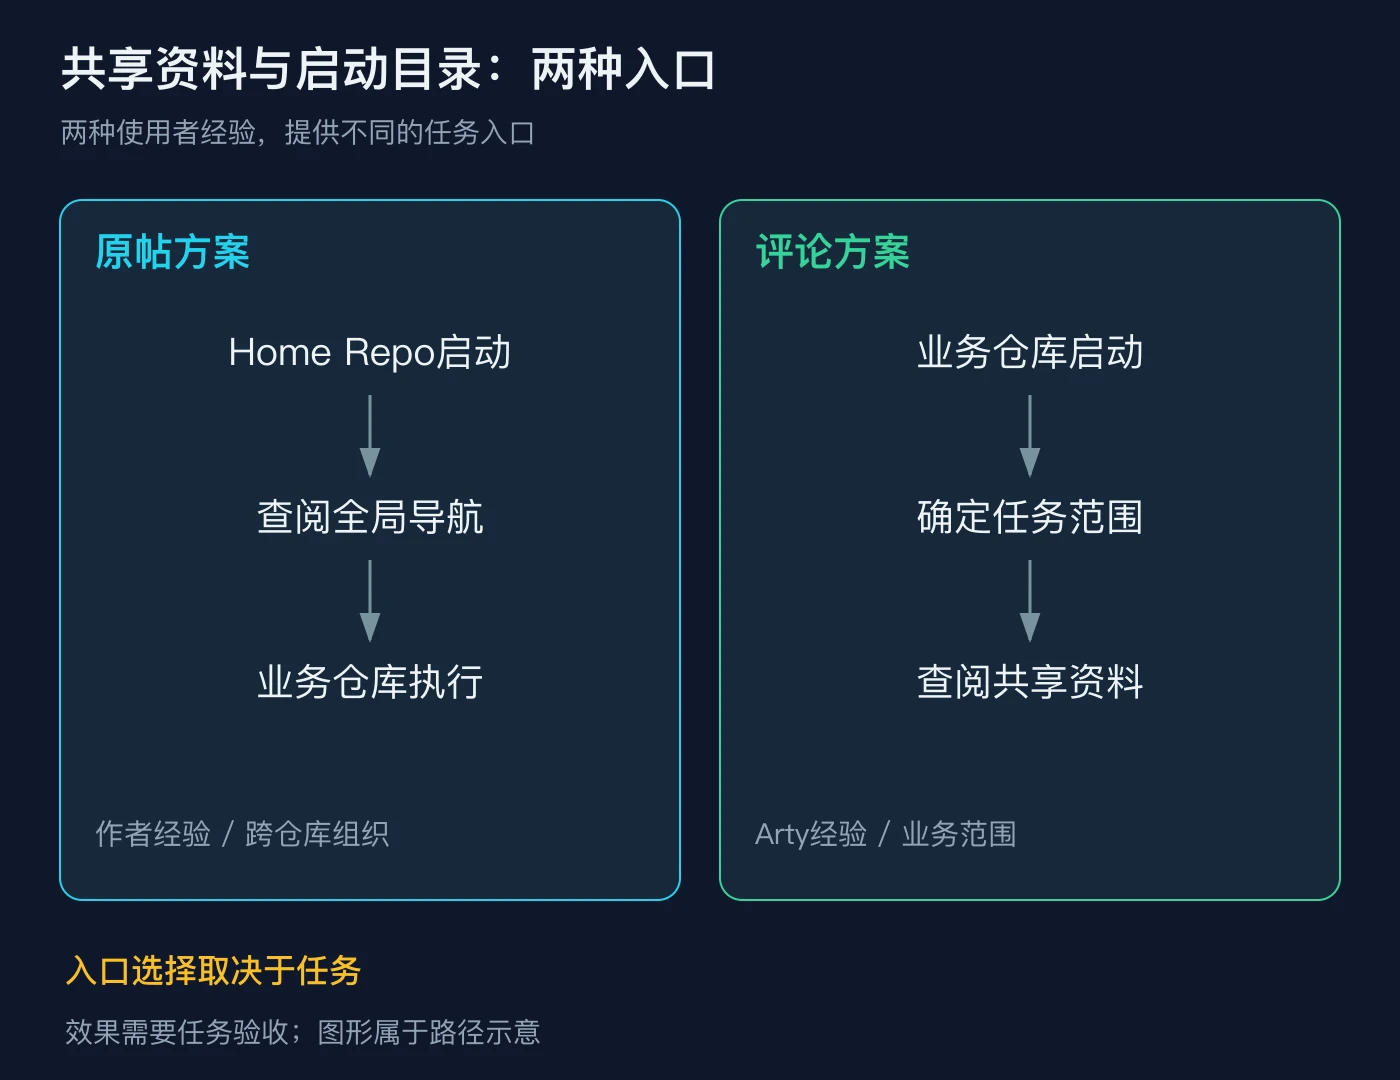 共享资料与启动目录：两种入口
两种使用者经验，提供不同的任务入口
原帖方案
Home Repo启动
查阅全局导航
业务仓库执行
作者经验 / 跨仓库组织
评论方案
业务仓库启动
确定任务范围
查阅共享资料
Arty经验 / 业务范围
入口选择取决于任务
效果需要任务验收；图形属于路径示意